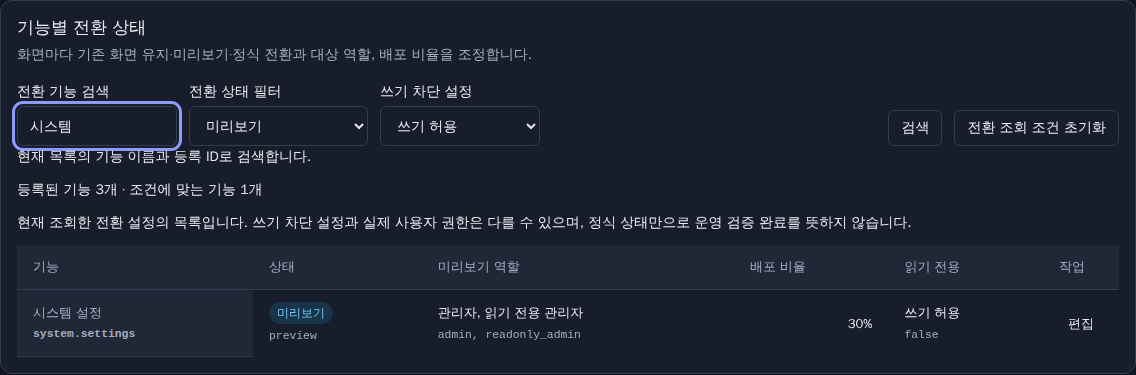 기능별 전환 상태
화면마다 기존 화면 유지·미리보기·정식 전환과 대상 역할, 배포 비율을 조정합니다.
전환 기능 검색 전환 상태 필터 쓰기 차단 설정
시스템 미리보기 쓰기 허용 검색 전환 조회 조건 초기화
현재 목록의 기능 이름과 등록 ID로 검색합니다.
등록된 기능 3개 · 조건에 맞는 기능 1개
현재 조회한 전환 설정의 목록입니다. 쓰기 차단 설정과 실제 사용자 권한은 다를 수 있으며, 정식 상태만으로 운영 검증 완료를 뜻하지 않습니다.
기능 상태 미리보기 역할 배포 비율 읽기 전용 작업
시스템 설정 미리보기 관리자, 읽기 전용 관리자 30% 쓰기 허용 편집
system.settings preview admin, readonly_admin false